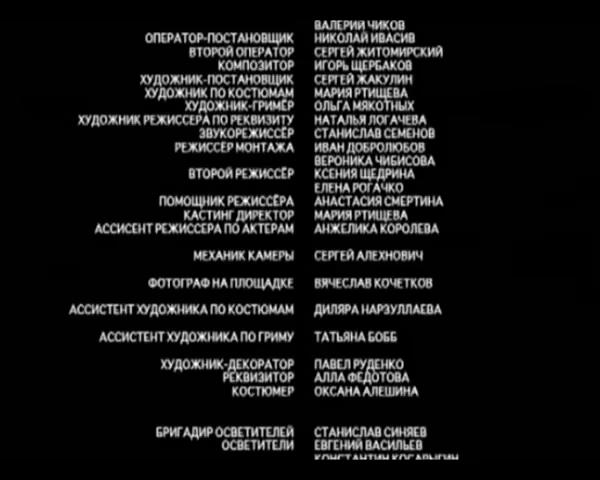 ВАЛЕРИЙ ЧИКОВ
ОПЕРАТОР-ПОСТАНОВЩИК НИКОЛАЙ ИВАСИВ
ВТОРОЙ ОПЕРАТОР СЕРГЕЙ ЖИТОМИРСКИЙ
КОМПОЗИТОР ИГОРЬ ЩЕРБАКОВ
ХУДОЖНИК-ПОСТАНОВЩИК СЕРГЕЙ ЖАКУЛИН
ХУДОЖНИК ПО КОСТЮМАМ МАРИЯ РТИЩЕВА
ХУДОЖНИК-ГРИМЁР ОЛЬГА МЯКОТНЫХ
ХУДОЖНИК РЕЖИССЕРА ПО РЕКВИЗИТУ НАТАЛЬЯ ЛОГАЧЕВА
ЗВУКОРЕЖИССЁР СТАНИСЛАВ СЕМЕНОВ
РЕЖИССЁР МОНТАЖА ИВАН ДОБРОЛЮБОВ
ВЕРОНИКА ЧИБИСОВА
ВТОРОЙ РЕЖИССЁР КСЕНИЯ ЩЕДРИНА
ЕЛЕНА РОГАЧКО
ПОМОЩНИК РЕЖИССЁРА АНАСТАСИЯ СМЕРТИНА
КАСТИНГ ДИРЕКТОР МАРИЯ РТИЩЕВА
АССИСЕНТ РЕЖИССЕРА ПО АКТЕРАМ АНЖЕЛИКА КОРОЛЕВА
МЕХАНИК КАМЕРЫ СЕРГЕЙ АЛЕХНОВИЧ
ФОТОГРАФ НА ПЛОЩАДКЕ ВЯЧЕСЛАВ КОЧЕТКОВ
АССИСТЕНТ ХУДОЖНИКА ПО КОСТЮМАМ ДИЛЯРА НАРЗУЛЛАЕВА
АССИСТЕНТ ХУДОЖНИКА ПО ГРИМУ ТАТЬЯНА БОББ
ХУДОЖНИК-ДЕКОРАТОР ПАВЕЛ РУДЕНКО
РЕКВИЗИТОР АЛЛА ФЕДОТОВА
КОСТЮМЕР ОКСАНА АЛЕШИНА
БРИГАДИР ОСВЕТИТЕЛЕЙ СТАНИСЛАВ СИНЯЕВ
ОСВЕТИТЕЛИ ЕВГЕНИЙ ВАСИЛЬЕВ
КОНСТАНТИН КОСАРЫГИН